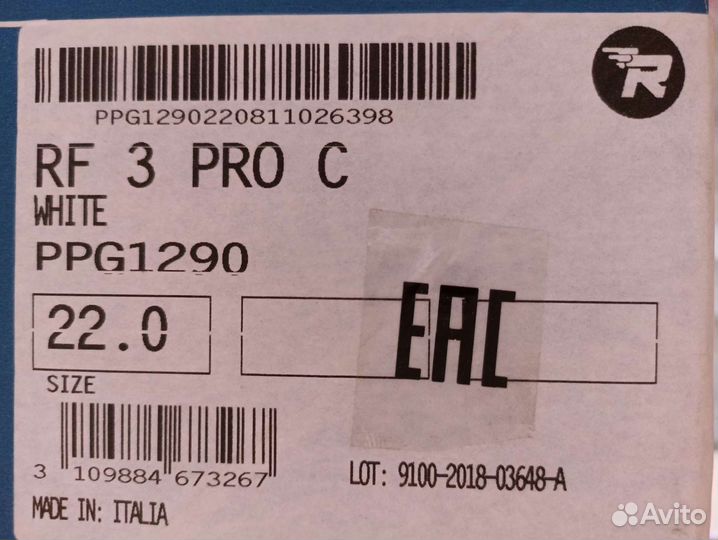 R
PPG1290220811026398
RF 3 PRO C
WHITE
PPG1290
22.0
EAC
SIZE
3 109884 673267
LOT: 9100-2018-03648-A
MADE IN: ITALIA
Avito